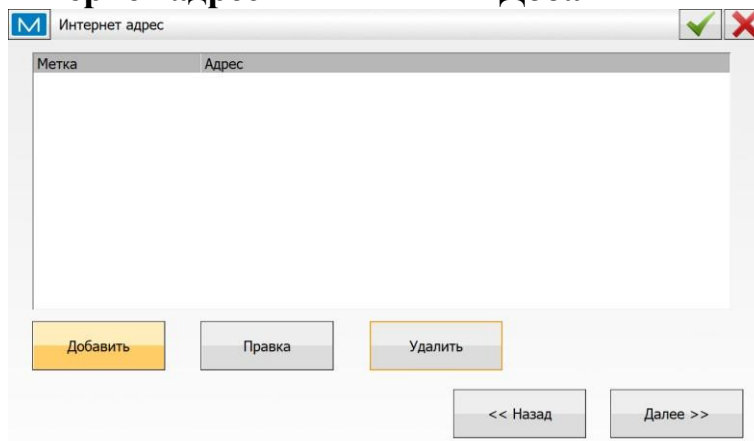 Интернет адрес
Метка Адрес
Добавить Правка Удалить
<< Назад Далее >>